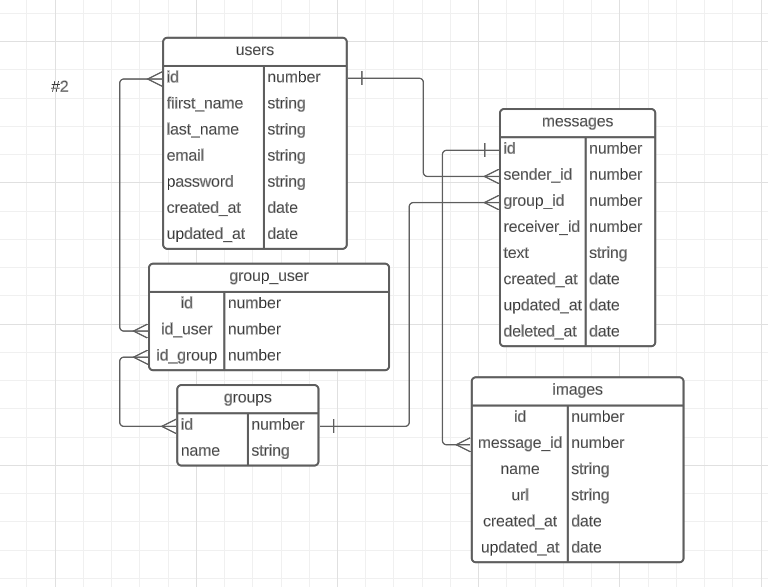 #2
users
id number
fiirst_name string
last_name string
email string
password string
created_at date
updated_at date
group_user
id number
id_user number
id_group number
groups
id number
name string
messages
id number
sender_id number
group_id number
receiver_id number
text string
created_at date
updated_at date
deleted_at date
images
id number
message_id number
name string
url string
created_at date
updated_at date